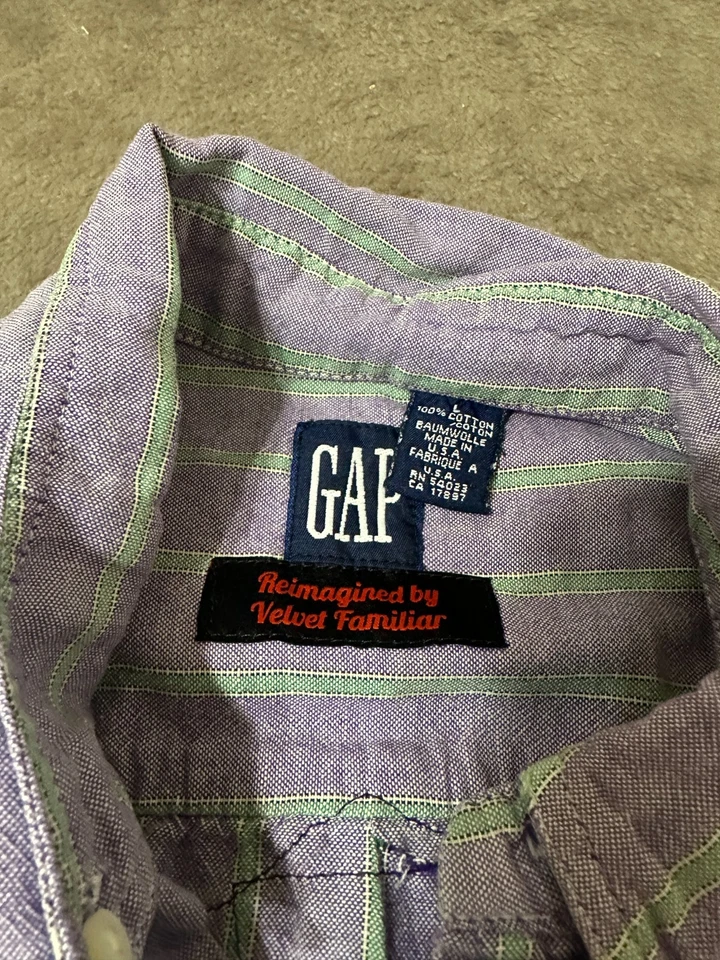 GAP
L
100% COTTON
/COTON
BAUMWOLLE
MADE IN
U.S.A.
FABRIQUE A
U.S.A.
RN 54023
CA 17897
Reimagined by
Velvet Familiar